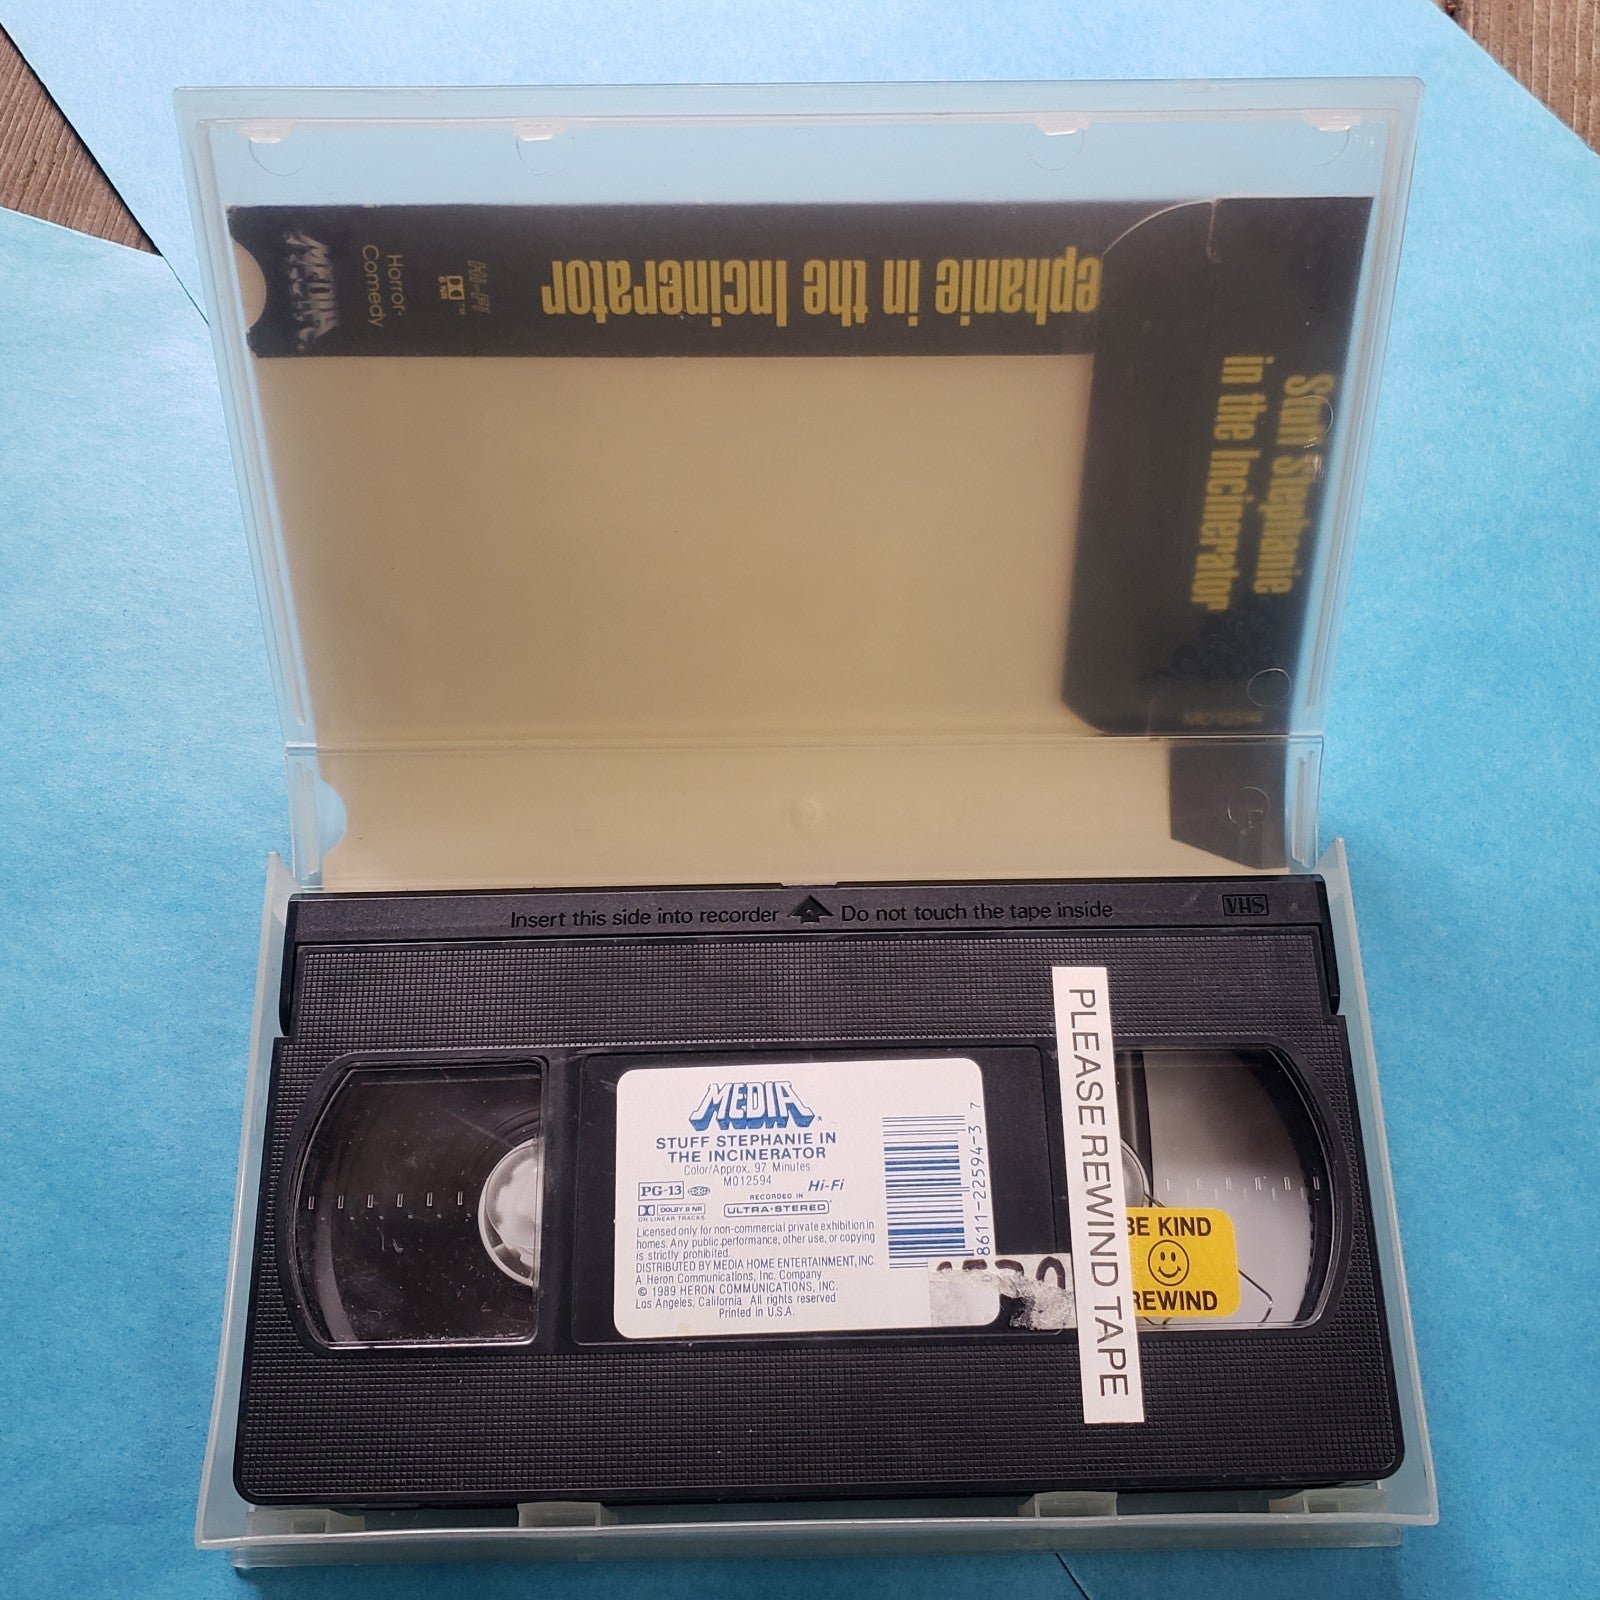 MEDIA
Horror-
Comedy
Hi-Fi
ephanie in the Incinerator
Stuff Stephanie
in the Incinerator
Insert this side into recorder
Do not touch the tape inside
VHS
MEDIA
STUFF STEPHANIE IN
THE INCINERATOR
Color/Approx. 97 Minutes
M012594
PG-13
Hi-Fi
DOLBY B NR
ON LINEAR TRACKS
RECORDED IN
ULTRA-STEREO
Licensed only for non-commercial private exhibition in
homes. Any public performance, other use, or copying
is strictly prohibited.
DISTRIBUTED BY MEDIA HOME ENTERTAINMENT, INC.
A Heron Communications, Inc. Company
© 1989 HERON COMMUNICATIONS, INC.
Los Angeles, California All rights reserved
Printed in U.S.A.
8611-22594-3 7
PLEASE REWIND TAPE
BE KIND
REWIND